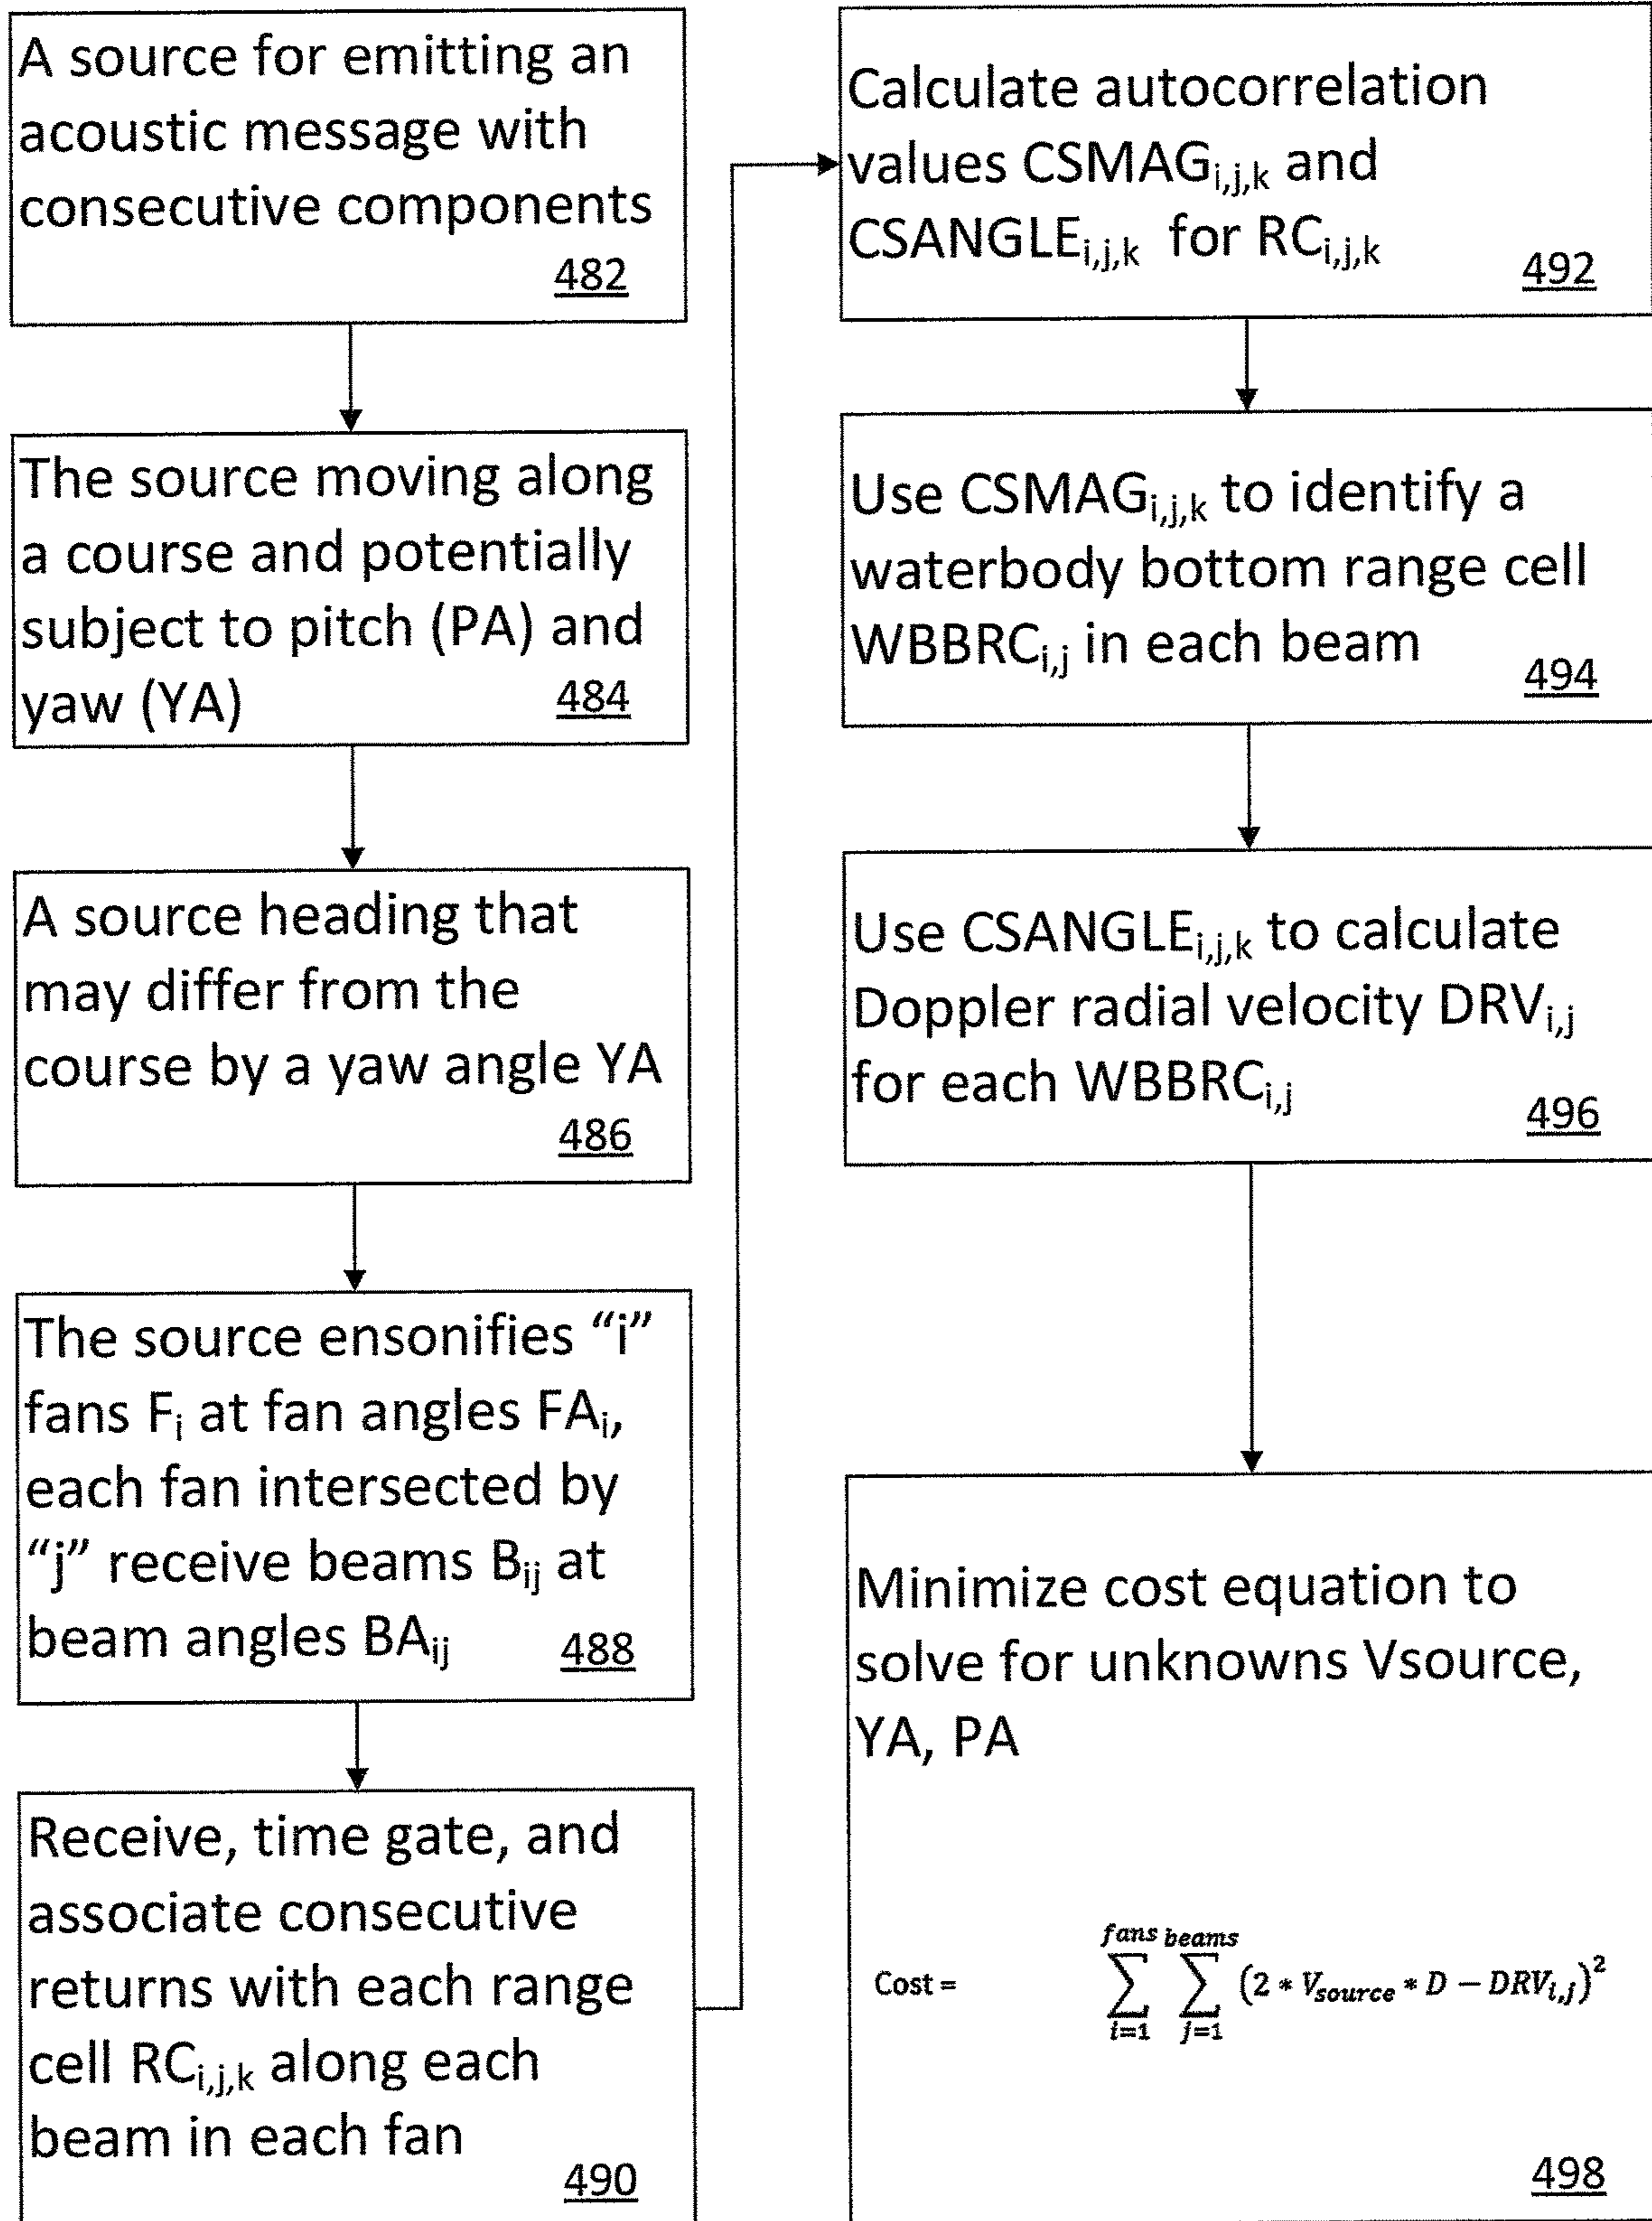 A source for emitting an
acoustic message with
consecutive components
482
The source moving along
a course and potentially
subject to pitch (PA) and
yaw (YA)
484
A source heading that
may differ from the
course by a yaw angle YA
486
The source ensonifies “i”
fans Fi at fan angles FAi,
each fan intersected by
“j” receive beams Bij at
beam angles BAij
488
Receive, time gate, and
associate consecutive
returns with each range
cell RCi,j,k along each
beam in each fan
490
Calculate autocorrelation
values CSMAGi,j,k and
CSANGLEi,j,k for RCi,j,k
492
Use CSMAGi,j,k to identify a
waterbody bottom range cell
WBBRCi,j in each beam
494
Use CSANGLEi,j,k to calculate
Doppler radial velocity DRVi,j
for each WBBRCi,j
496
Minimize cost equation to
solve for unknowns Vsource,
YA, PA
Cost = ∑ i=1 fans ∑ j=1 beams (2 * Vsource * D − DRVi,j)²
498